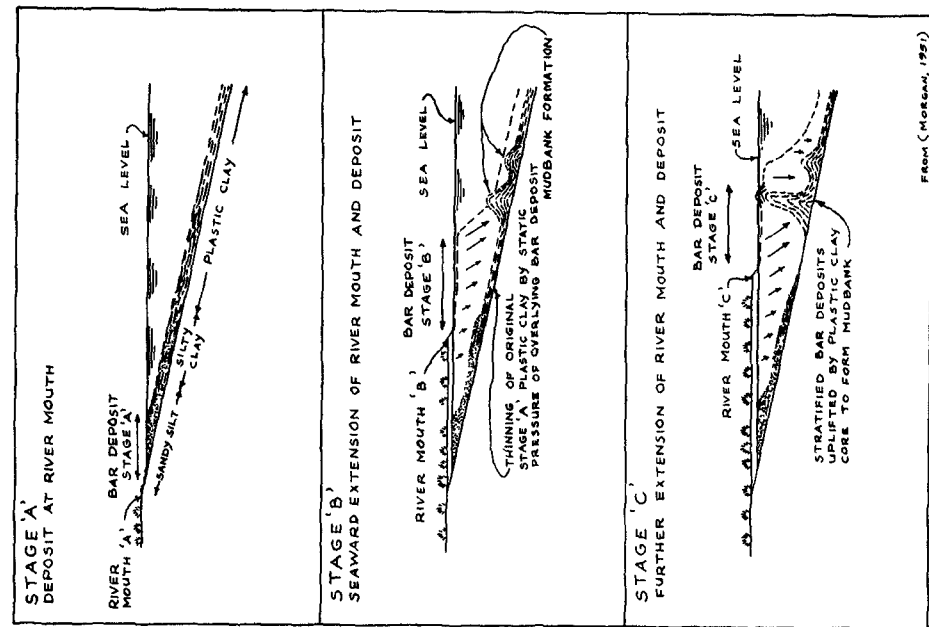 STAGE 'A'
DEPOSIT AT RIVER MOUTH
RIVER
MOUTH 'A'
BAR DEPOSIT
STAGE 'A'
SEA LEVEL
SANDY SILT
SILTY
CLAY
PLASTIC CLAY
STAGE 'B'
SEAWARD EXTENSION OF RIVER MOUTH AND DEPOSIT
RIVER MOUTH 'B'
BAR DEPOSIT
STAGE 'B'
SEA LEVEL
THINNING OF ORIGINAL
STAGE 'A' PLASTIC CLAY BY STATIC
PRESSURE OF OVERLYING BAR DEPOSIT
MUDBANK FORMATION
STAGE 'C'
FURTHER EXTENSION OF RIVER MOUTH AND DEPOSIT
RIVER MOUTH 'C'
BAR DEPOSIT
STAGE 'C'
SEA LEVEL
STRATIFIED BAR DEPOSITS
UPLIFTED BY PLASTIC CLAY
CORE TO FORM MUDBANK
FROM (MORGAN, 1951)